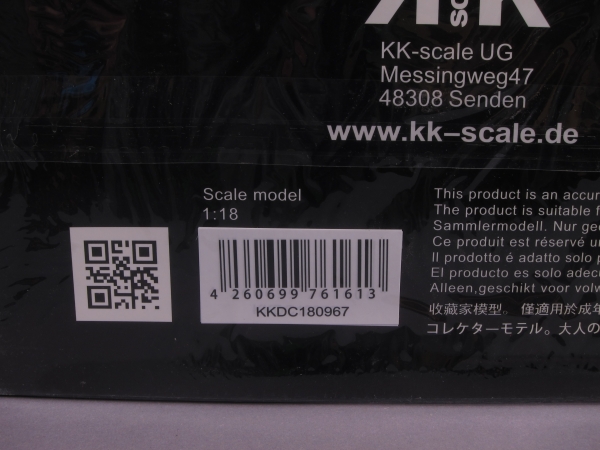 KK-scale UG
Messingweg47
48308 Senden
www.kk-scale.de
Scale model
1:18
This product is an accur
The product is suitable f
Sammlermodell. Nur gee
Ce produit est réservé u
Il prodotto é adatto solo p
El producto es solo adecu
Alleen,geschikt voor volw
收藏家模型。 僅適用於成年
コレクターモデル。大人の
4 260699 761613
KKDC180967